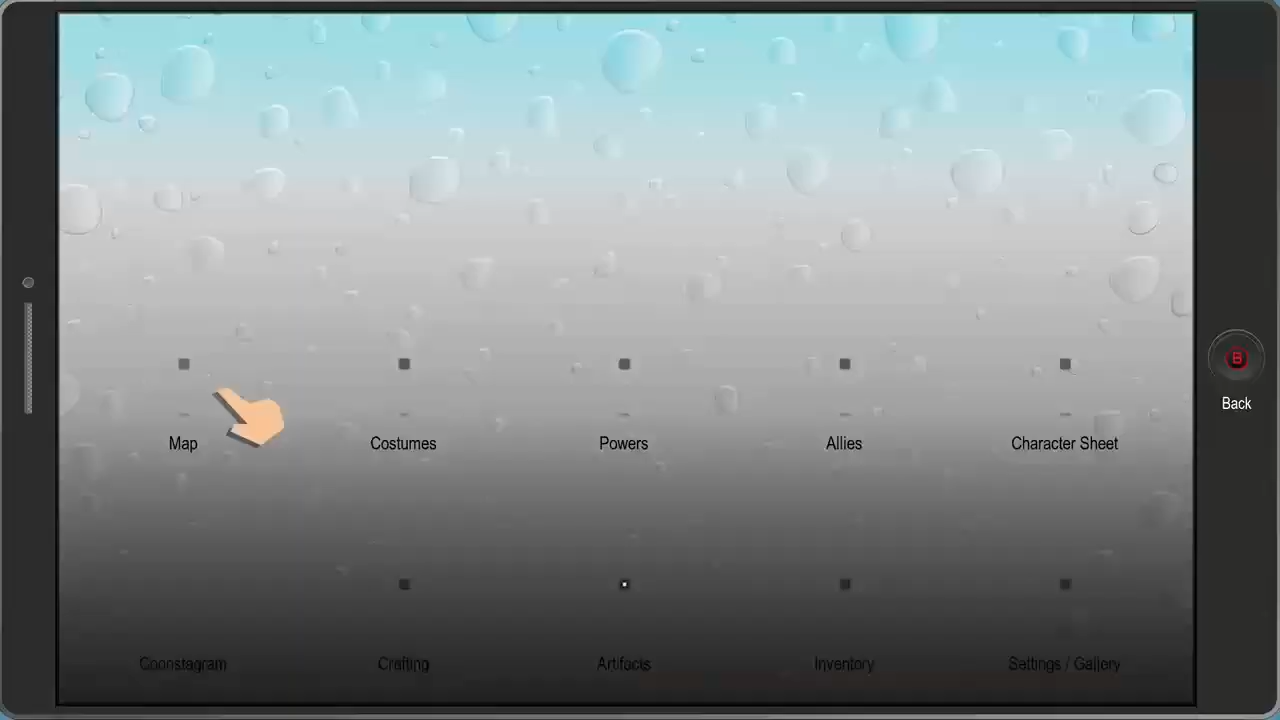 B
Back
Map
Costumes
Powers
Allies
Character Sheet
Coonstagram
Crafting
Artifacts
Inventory
Settings / Gallery